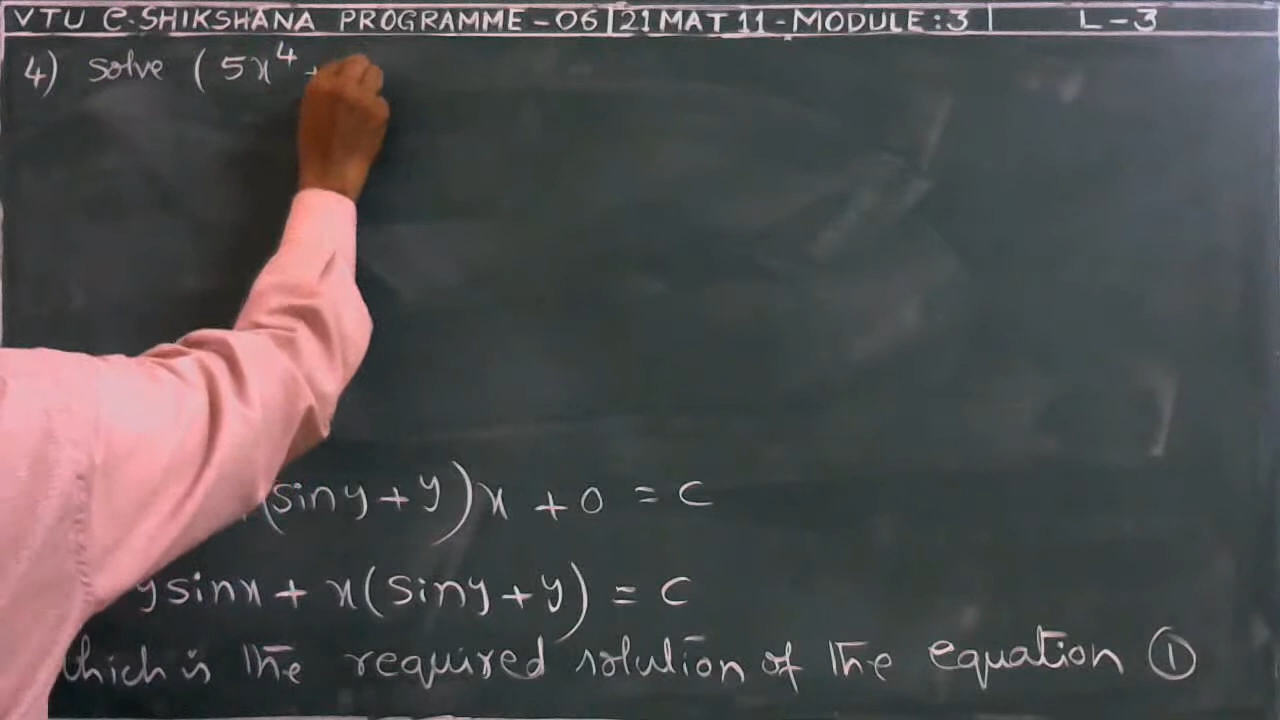 VTU e-SHIKSHANA PROGRAMME-06 21MAT11-MODULE:3 L-3
4) Solve (5x⁴ +
(siny+y)x + 0 = c
ysinx + x(siny+y) = c
which is the required solution of the equation ①